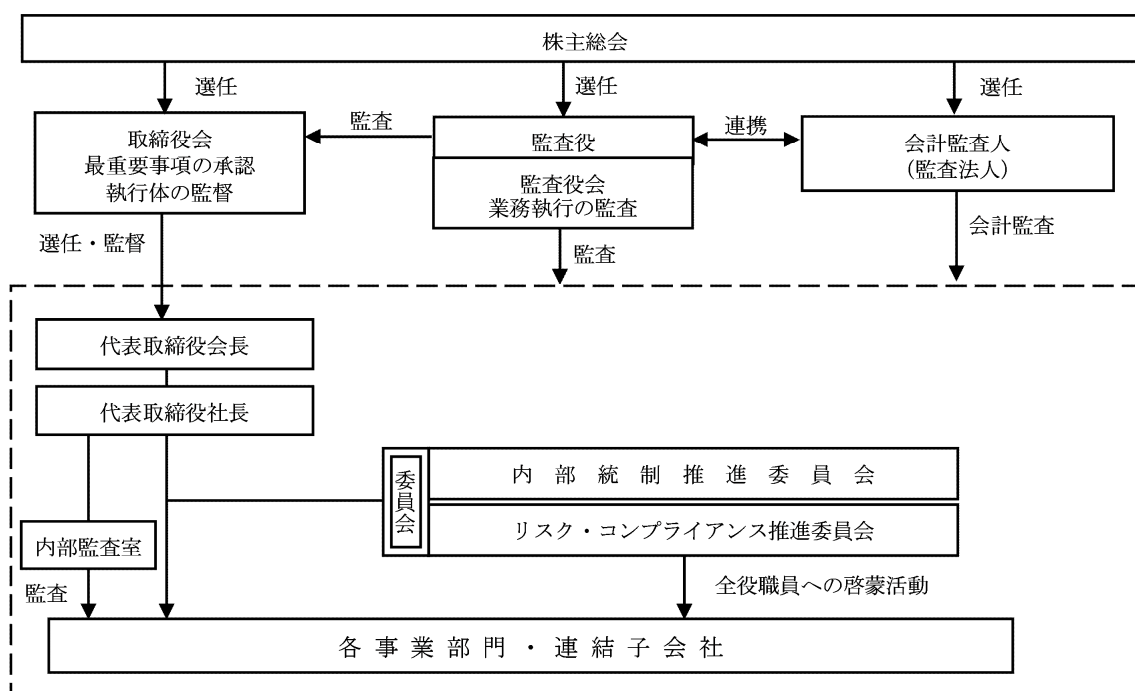 株主総会
選任
選任
選任
取締役会
最重要事項の承認
執行体の監督
監査
監査役
監査役会
業務執行の監査
連携
会計監査人
(監査法人)
選任・監督
監査
会計監査
代表取締役会長
代表取締役社長
委員会
内部統制推進委員会
リスク・コンプライアンス推進委員会
内部監査室
監査
全役職員への啓蒙活動
各事業部門・連結子会社